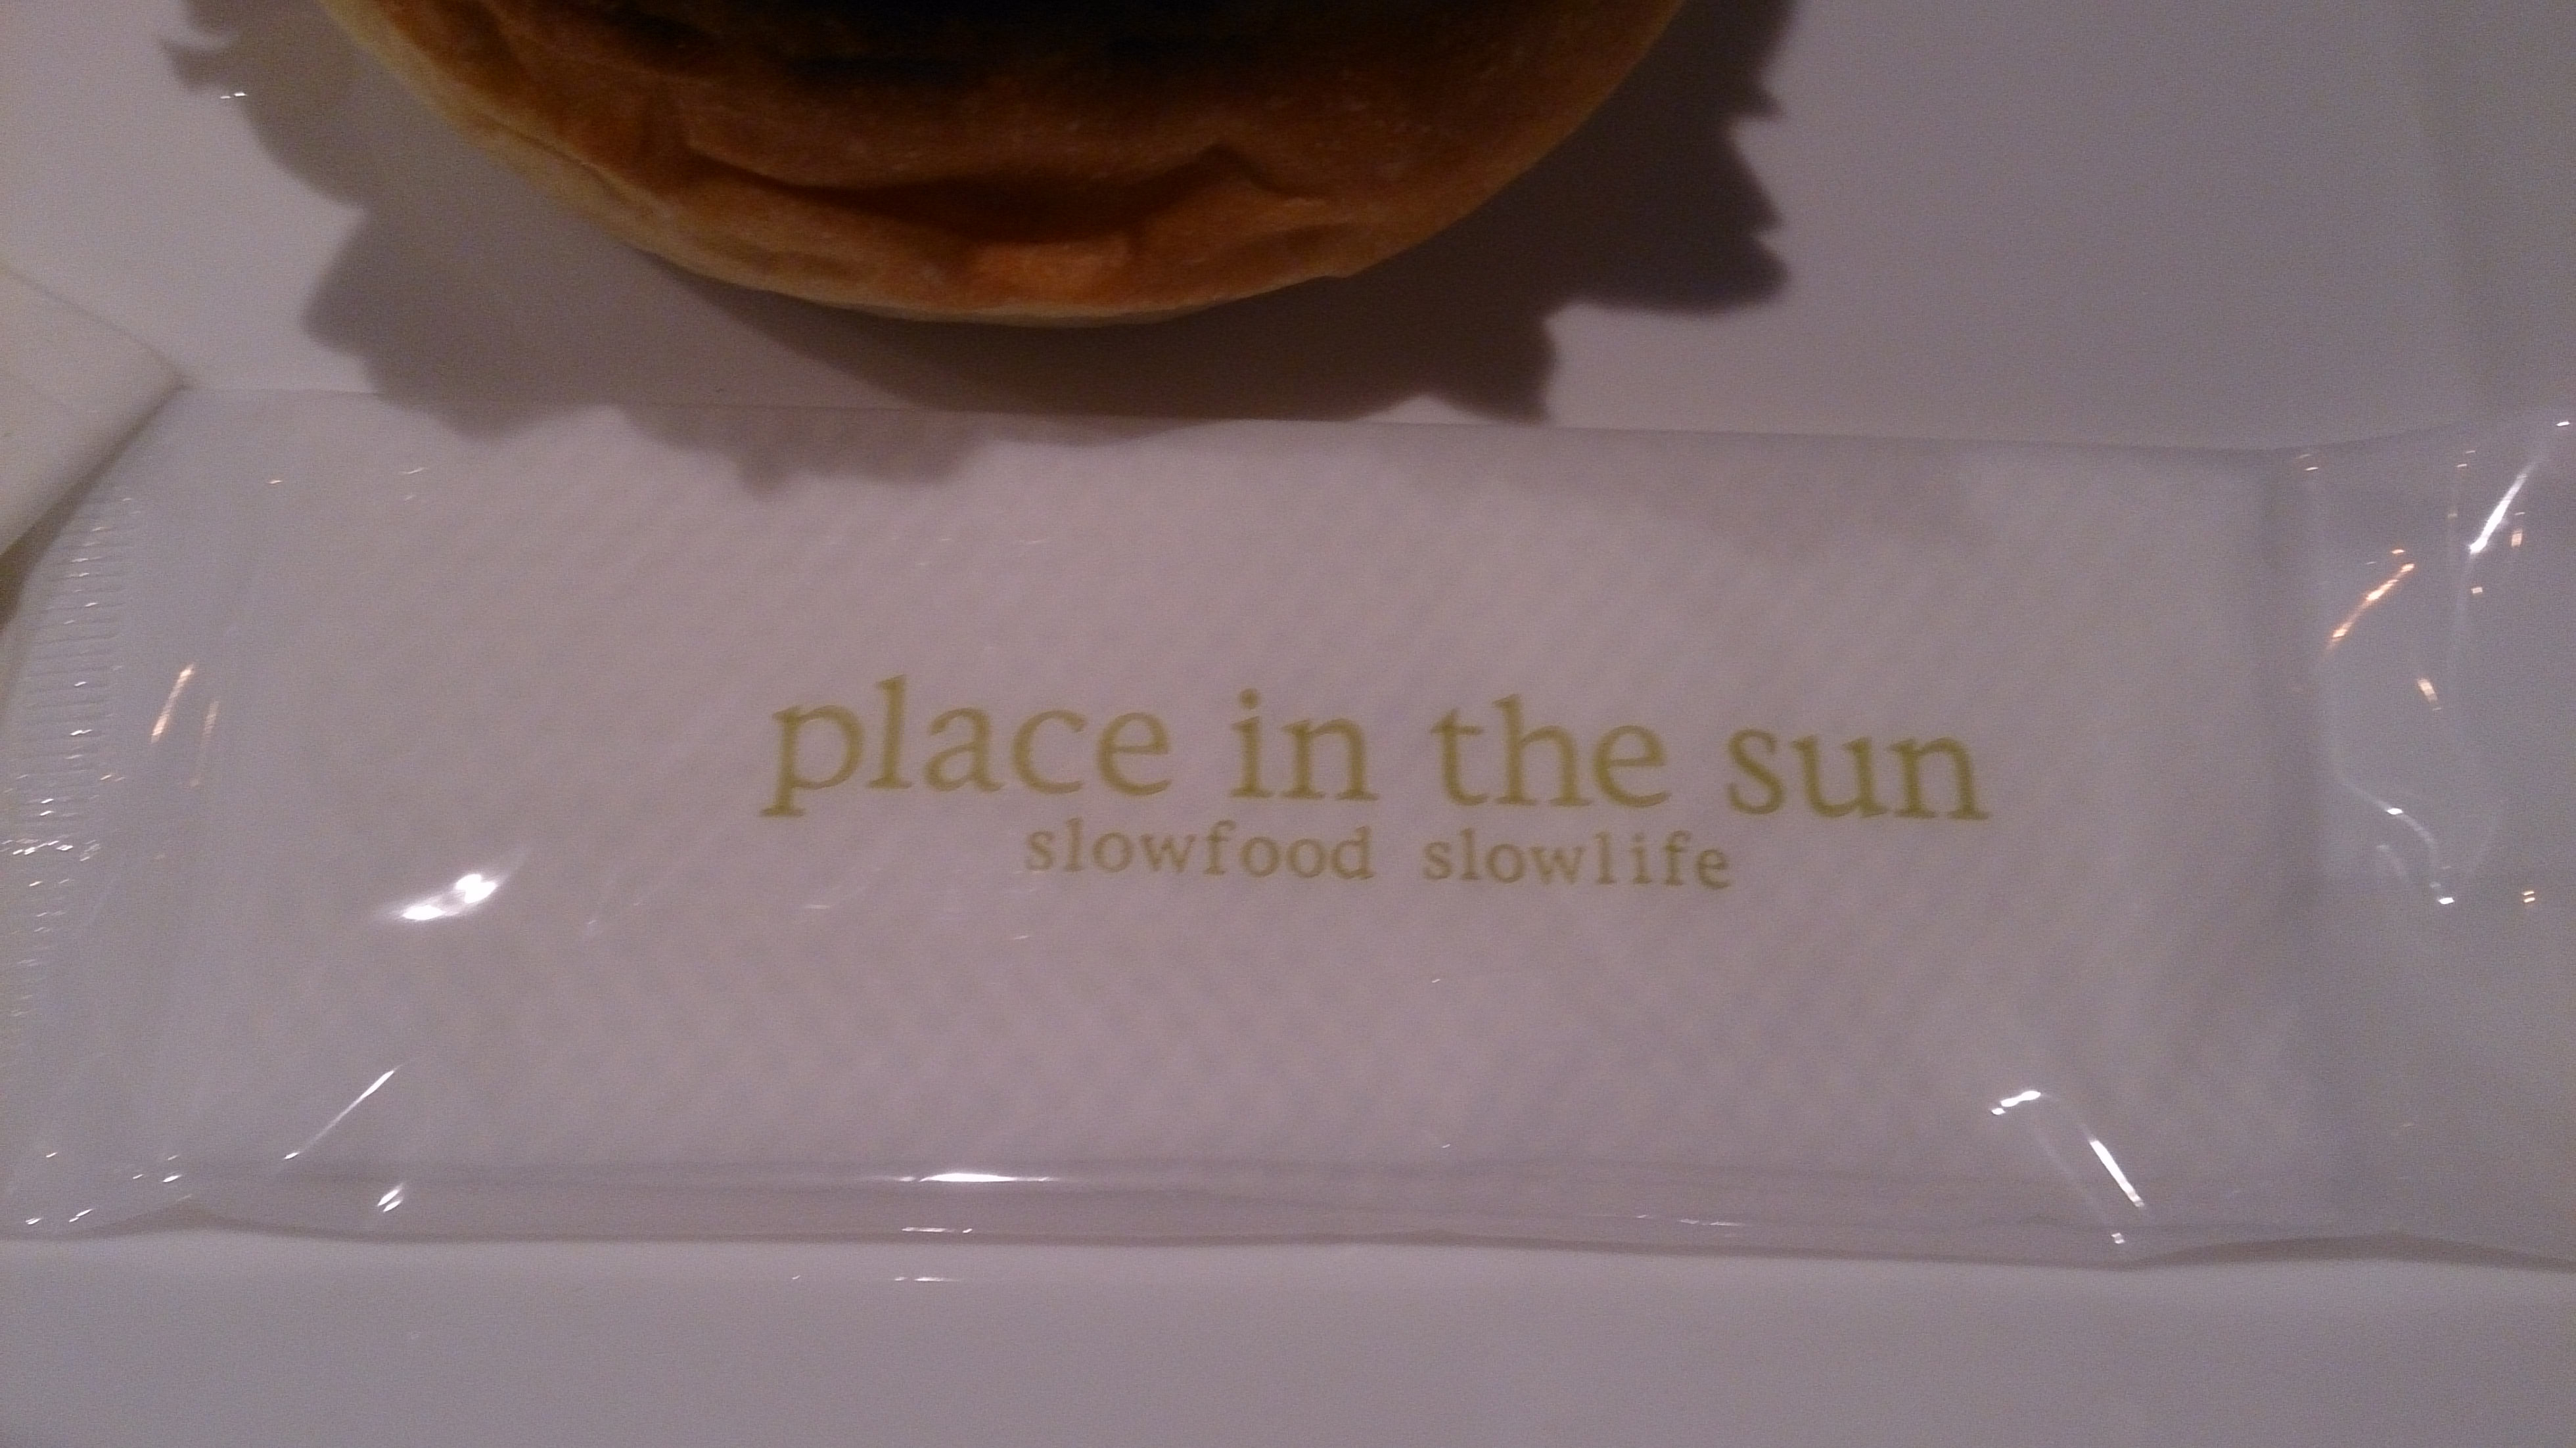 place in the sun
slowfood slowlife